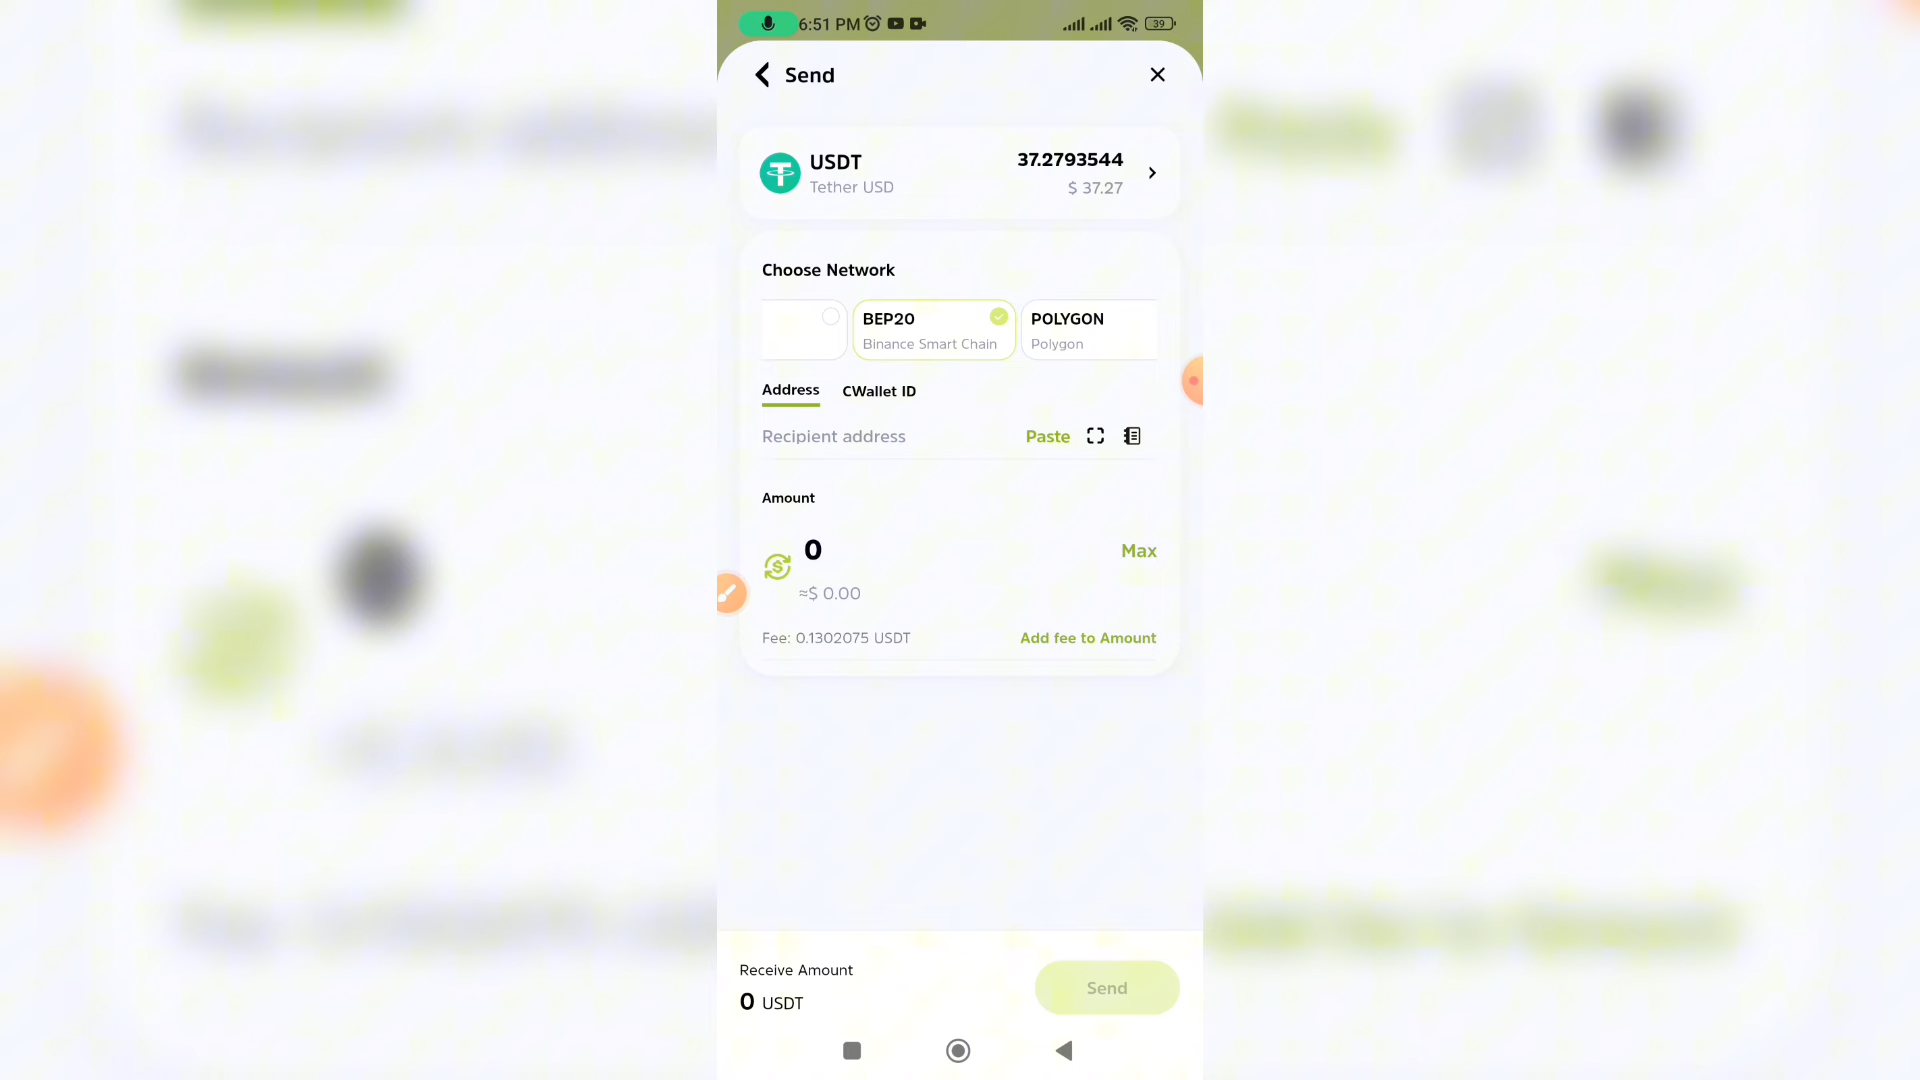 6:51 PM
39
Send
USDT
37.2793544
Tether USD
$ 37.27
Choose Network
BEP20
POLYGON
Binance Smart Chain
Polygon
Address
CWallet ID
Recipient address
Paste
Amount
0
Max
≈$ 0.00
Fee: 0.1302075 USDT
Add fee to Amount
Receive Amount
0 USDT
Send